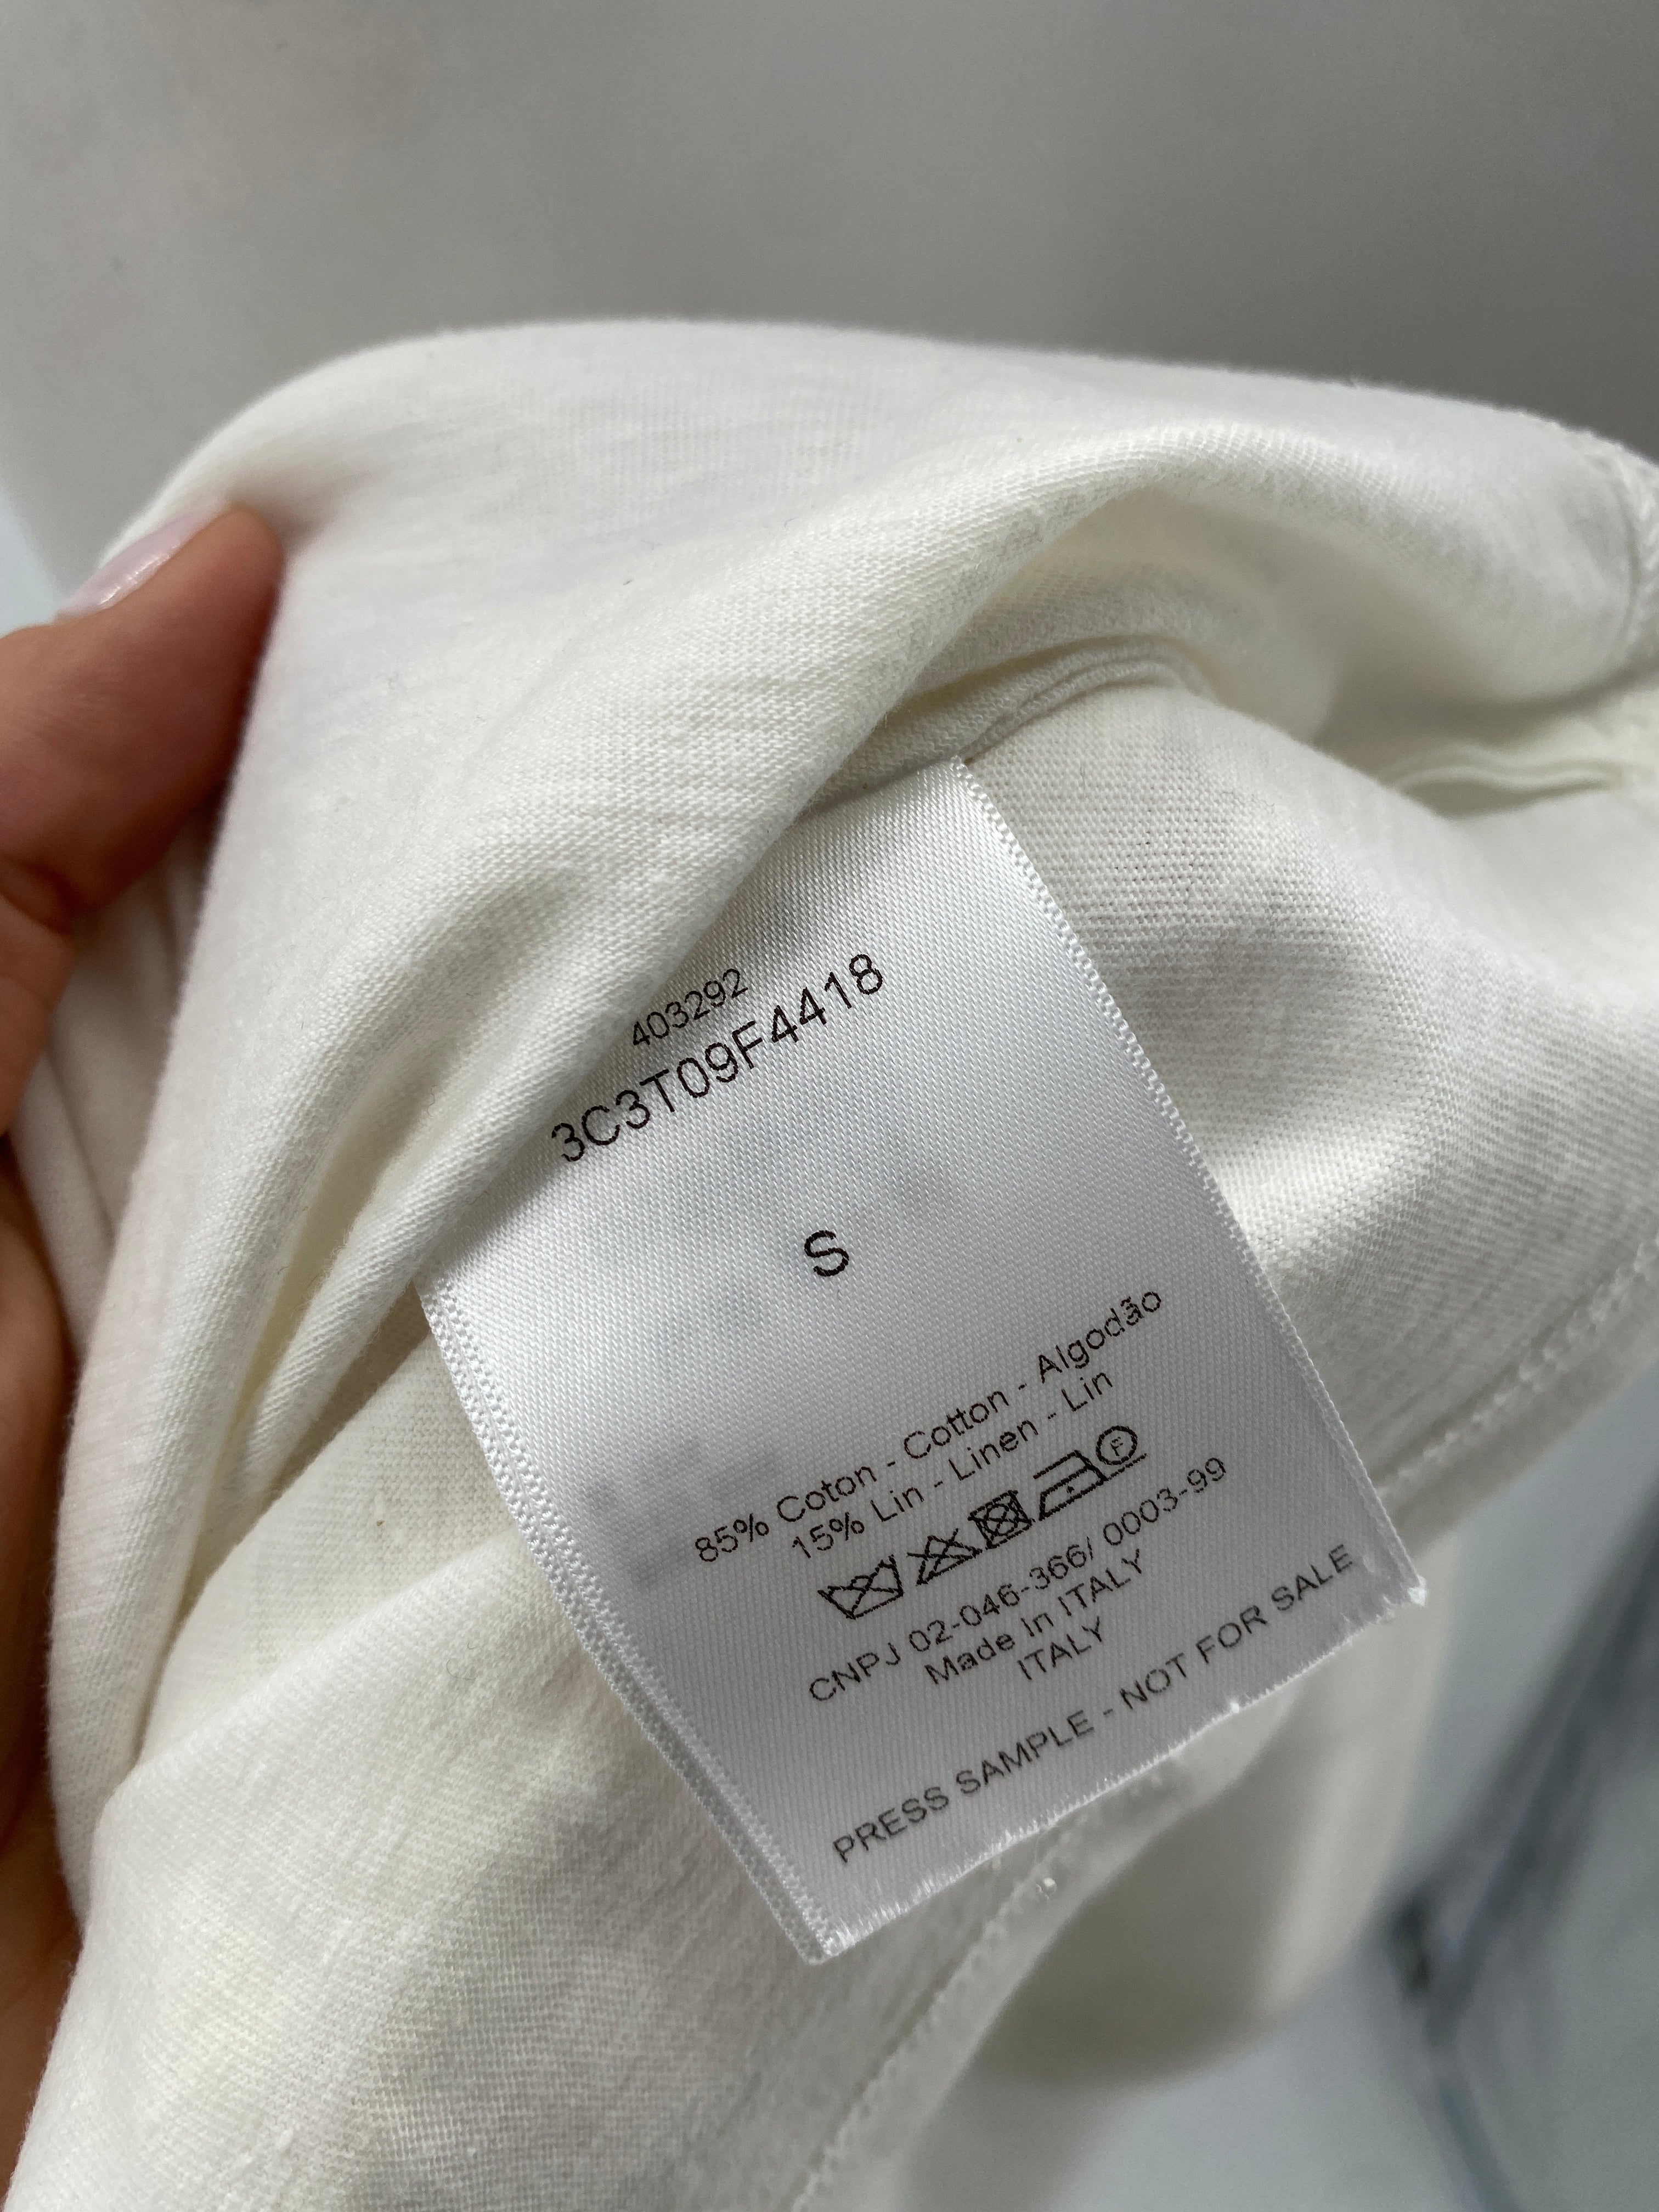 403292
3C3T09F4418
S
85% Coton - Cotton - Algodão
15% Lin - Linen - Lin
F
CNPJ 02-046-366/ 0003-99
Made In ITALY
ITALY
PRESS SAMPLE - NOT FOR SALE